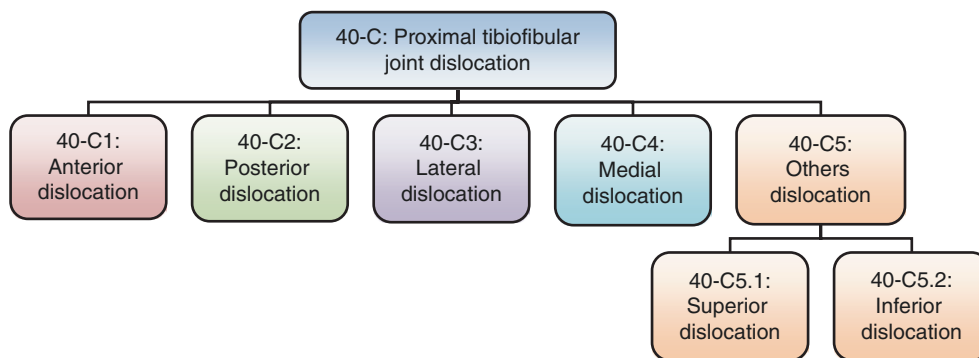 40-C: Proximal tibiofibular
joint dislocation
40-C1:
Anterior
dislocation
40-C2:
Posterior
dislocation
40-C3:
Lateral
dislocation
40-C4:
Medial
dislocation
40-C5:
Others
dislocation
40-C5.1:
Superior
dislocation
40-C5.2:
Inferior
dislocation